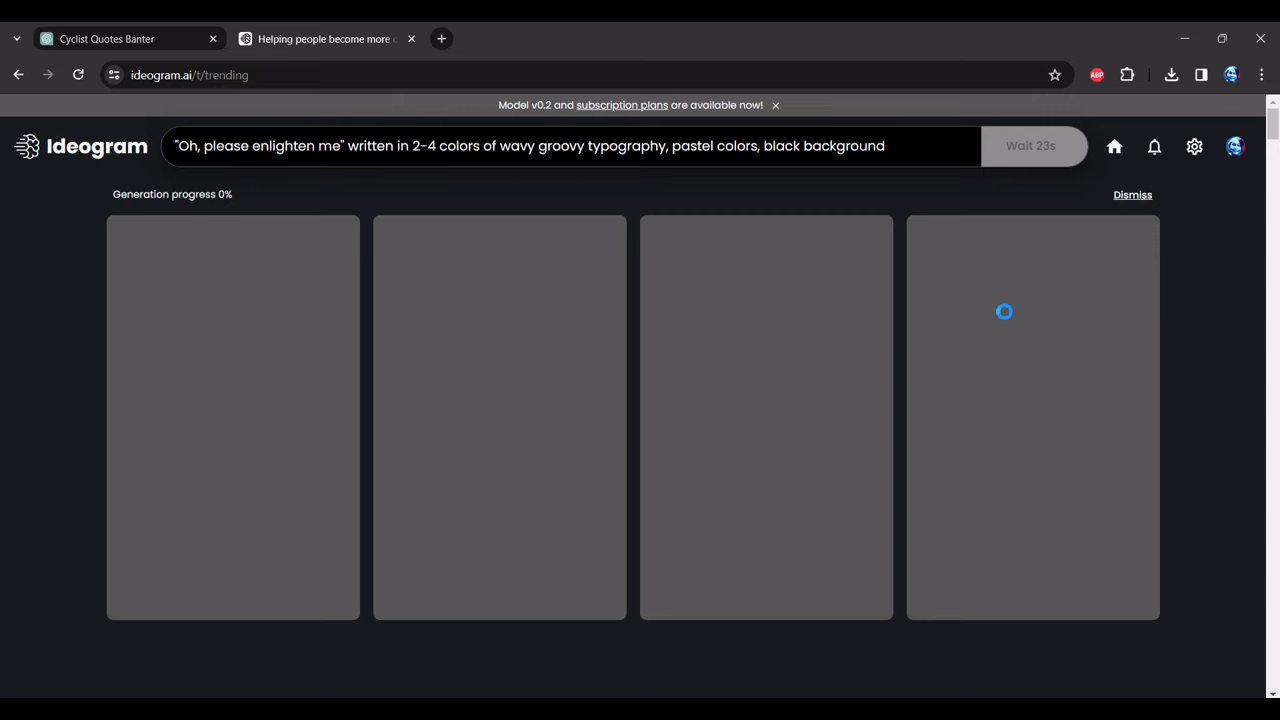 Cyclist Quotes Banter
Helping people become more c
ideogram.ai/t/trending
ABP
Model v0.2 and subscription plans are available now!
Ideogram
"Oh, please enlighten me" written in 2-4 colors of wavy groovy typography, pastel colors, black background
Wait 23s
Generation progress 0%
Dismiss